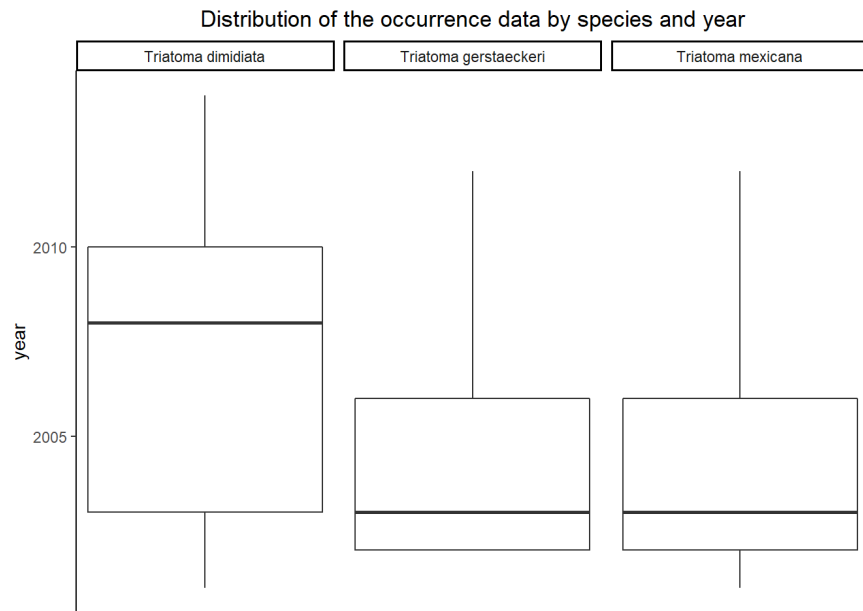 Distribution of the occurrence data by species and year
Triatoma dimidiata
Triatoma gerstaeckeri
Triatoma mexicana
2010
year
2005